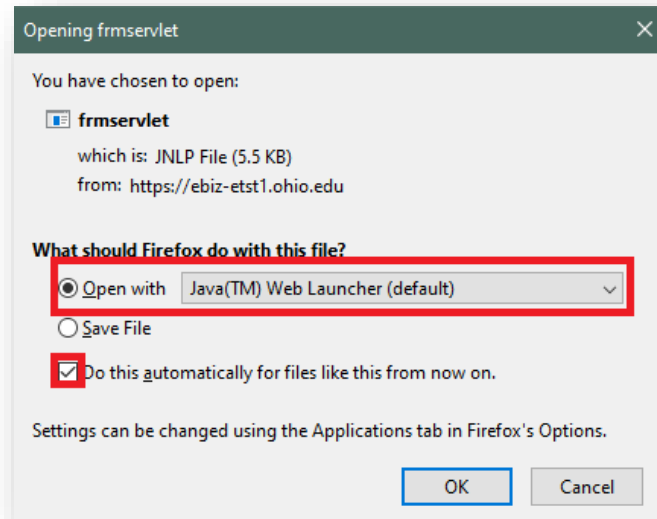 Opening frmservlet
You have chosen to open:
frmservlet
which is: JNLP File (5.5 KB)
from: https://ebiz-etst1.ohio.edu
What should Firefox do with this file?
Open with Java(TM) Web Launcher (default)
Save File
Do this automatically for files like this from now on.
Settings can be changed using the Applications tab in Firefox's Options.
OK Cancel